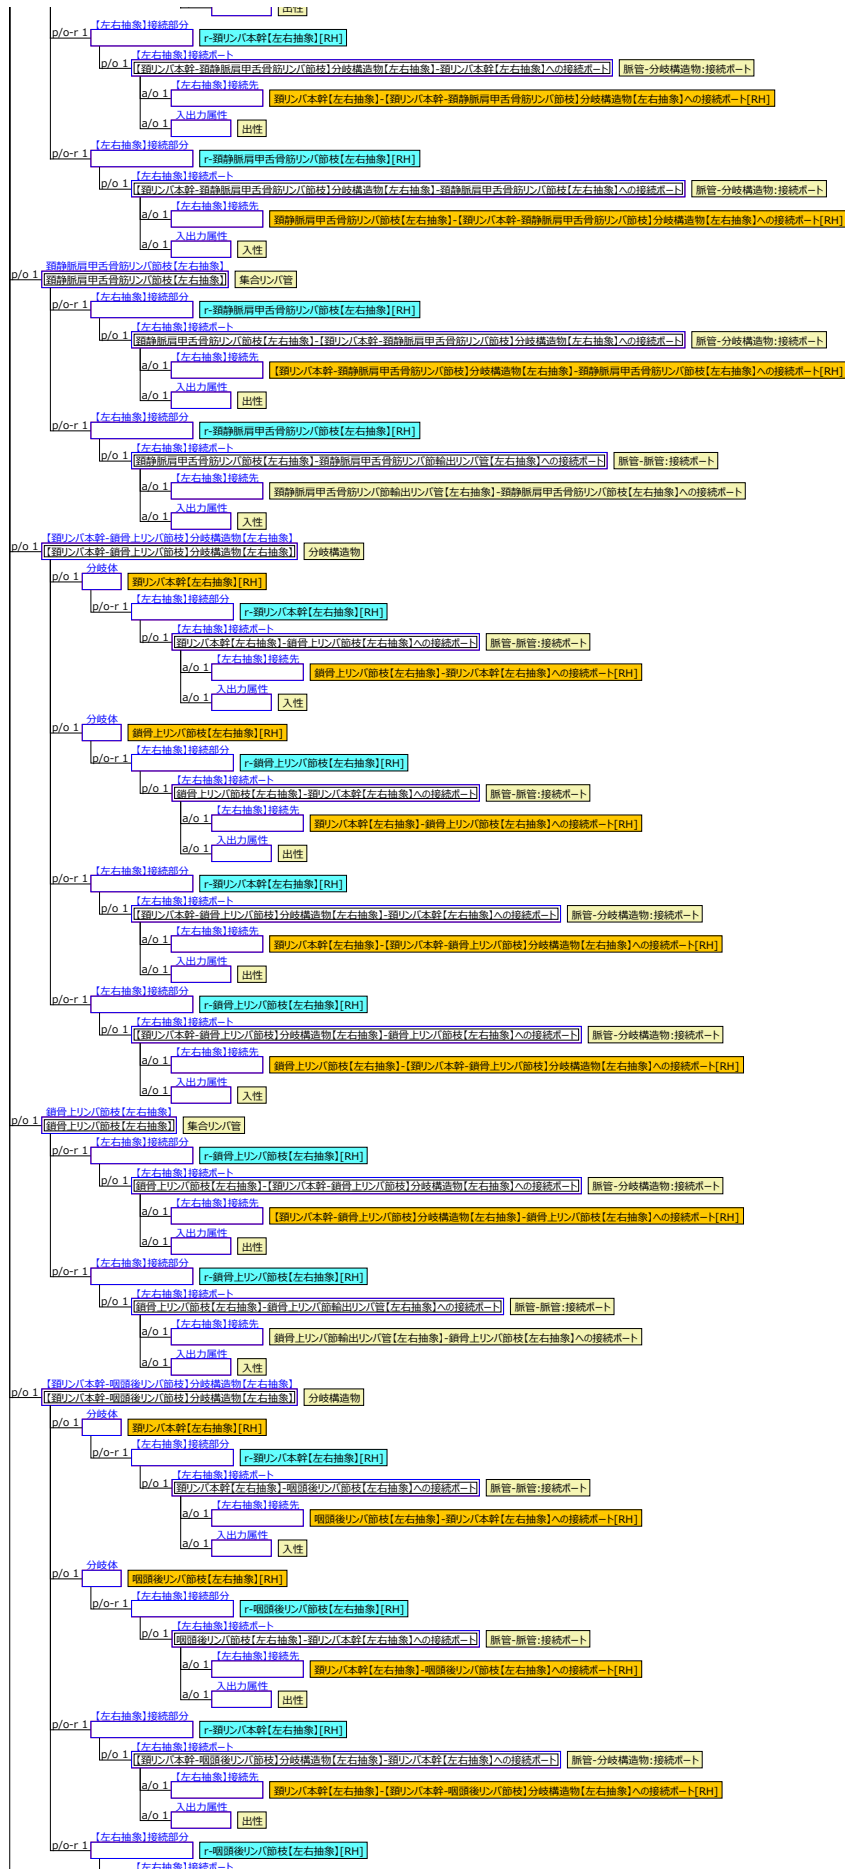 出性
【左右抽象】接続部分
p/o-r 1 r-頚リンパ本幹【左右抽象】[RH]
【左右抽象】接続ポート
p/o 1 【頚リンパ本幹-頚静脈肩甲舌骨筋リンパ節枝】分岐構造物【左右抽象】-頚リンパ本幹【左右抽象】への接続ポート 脈管-分岐構造物:接続ポート
【左右抽象】接続先
a/o 1 頚リンパ本幹【左右抽象】-【頚リンパ本幹-頚静脈肩甲舌骨筋リンパ節枝】分岐構造物【左右抽象】への接続ポート[RH]
入出力属性
a/o 1 出性
【左右抽象】接続部分
p/o-r 1 r-頚静脈肩甲舌骨筋リンパ節枝【左右抽象】[RH]
【左右抽象】接続ポート
p/o 1 【頚リンパ本幹-頚静脈肩甲舌骨筋リンパ節枝】分岐構造物【左右抽象】-頚静脈肩甲舌骨筋リンパ節枝【左右抽象】への接続ポート 脈管-分岐構造物:接続ポート
【左右抽象】接続先
a/o 1 頚静脈肩甲舌骨筋リンパ節枝【左右抽象】-【頚リンパ本幹-頚静脈肩甲舌骨筋リンパ節枝】分岐構造物【左右抽象】への接続ポート[RH]
入出力属性
a/o 1 入性
頚静脈肩甲舌骨筋リンパ節枝【左右抽象】
p/o 1 頚静脈肩甲舌骨筋リンパ節枝【左右抽象】 集合リンパ管
【左右抽象】接続部分
p/o-r 1 r-頚静脈肩甲舌骨筋リンパ節枝【左右抽象】[RH]
【左右抽象】接続ポート
p/o 1 頚静脈肩甲舌骨筋リンパ節枝【左右抽象】-【頚リンパ本幹-頚静脈肩甲舌骨筋リンパ節枝】分岐構造物【左右抽象】への接続ポート 脈管-分岐構造物:接続ポート
【左右抽象】接続先
a/o 1 【頚リンパ本幹-頚静脈肩甲舌骨筋リンパ節枝】分岐構造物【左右抽象】-頚静脈肩甲舌骨筋リンパ節枝【左右抽象】への接続ポート[RH]
入出力属性
a/o 1 出性
【左右抽象】接続部分
p/o-r 1 r-頚静脈肩甲舌骨筋リンパ節枝【左右抽象】[RH]
【左右抽象】接続ポート
p/o 1 頚静脈肩甲舌骨筋リンパ節枝【左右抽象】-頚静脈肩甲舌骨筋リンパ節輸出リンパ管【左右抽象】への接続ポート 脈管-脈管:接続ポート
【左右抽象】接続先
a/o 1 頚静脈肩甲舌骨筋リンパ節輸出リンパ管【左右抽象】-頚静脈肩甲舌骨筋リンパ節枝【左右抽象】への接続ポート
入出力属性
a/o 1 入性
【頚リンパ本幹-鎖骨上リンパ節枝】分岐構造物【左右抽象】
p/o 1 【頚リンパ本幹-鎖骨上リンパ節枝】分岐構造物【左右抽象】 分岐構造物
分岐体
p/o 1 頚リンパ本幹【左右抽象】[RH]
【左右抽象】接続部分
p/o-r 1 r-頚リンパ本幹【左右抽象】[RH]
【左右抽象】接続ポート
p/o 1 頚リンパ本幹【左右抽象】-鎖骨上リンパ節枝【左右抽象】への接続ポート 脈管-脈管:接続ポート
【左右抽象】接続先
a/o 1 鎖骨上リンパ節枝【左右抽象】-頚リンパ本幹【左右抽象】への接続ポート[RH]
入出力属性
a/o 1 入性
分岐体
p/o 1 鎖骨上リンパ節枝【左右抽象】[RH]
【左右抽象】接続部分
p/o-r 1 r-鎖骨上リンパ節枝【左右抽象】[RH]
【左右抽象】接続ポート
p/o 1 鎖骨上リンパ節枝【左右抽象】-頚リンパ本幹【左右抽象】への接続ポート 脈管-脈管:接続ポート
【左右抽象】接続先
a/o 1 頚リンパ本幹【左右抽象】-鎖骨上リンパ節枝【左右抽象】への接続ポート[RH]
入出力属性
a/o 1 出性
【左右抽象】接続部分
p/o-r 1 r-頚リンパ本幹【左右抽象】[RH]
【左右抽象】接続ポート
p/o 1 【頚リンパ本幹-鎖骨上リンパ節枝】分岐構造物【左右抽象】-頚リンパ本幹【左右抽象】への接続ポート 脈管-分岐構造物:接続ポート
【左右抽象】接続先
a/o 1 頚リンパ本幹【左右抽象】-【頚リンパ本幹-鎖骨上リンパ節枝】分岐構造物【左右抽象】への接続ポート[RH]
入出力属性
a/o 1 出性
【左右抽象】接続部分
p/o-r 1 r-鎖骨上リンパ節枝【左右抽象】[RH]
【左右抽象】接続ポート
p/o 1 【頚リンパ本幹-鎖骨上リンパ節枝】分岐構造物【左右抽象】-鎖骨上リンパ節枝【左右抽象】への接続ポート 脈管-分岐構造物:接続ポート
【左右抽象】接続先
a/o 1 鎖骨上リンパ節枝【左右抽象】-【頚リンパ本幹-鎖骨上リンパ節枝】分岐構造物【左右抽象】への接続ポート[RH]
入出力属性
a/o 1 入性
鎖骨上リンパ節枝【左右抽象】
p/o 1 鎖骨上リンパ節枝【左右抽象】 集合リンパ管
【左右抽象】接続部分
p/o-r 1 r-鎖骨上リンパ節枝【左右抽象】[RH]
【左右抽象】接続ポート
p/o 1 鎖骨上リンパ節枝【左右抽象】-【頚リンパ本幹-鎖骨上リンパ節枝】分岐構造物【左右抽象】への接続ポート 脈管-分岐構造物:接続ポート
【左右抽象】接続先
a/o 1 【頚リンパ本幹-鎖骨上リンパ節枝】分岐構造物【左右抽象】-鎖骨上リンパ節枝【左右抽象】への接続ポート[RH]
入出力属性
a/o 1 出性
【左右抽象】接続部分
p/o-r 1 r-鎖骨上リンパ節枝【左右抽象】[RH]
【左右抽象】接続ポート
p/o 1 鎖骨上リンパ節枝【左右抽象】-鎖骨上リンパ節輸出リンパ管【左右抽象】への接続ポート 脈管-脈管:接続ポート
【左右抽象】接続先
a/o 1 鎖骨上リンパ節輸出リンパ管【左右抽象】-鎖骨上リンパ節枝【左右抽象】への接続ポート
入出力属性
a/o 1 入性
【頚リンパ本幹-咽頭後リンパ節枝】分岐構造物【左右抽象】
p/o 1 【頚リンパ本幹-咽頭後リンパ節枝】分岐構造物【左右抽象】 分岐構造物
分岐体
p/o 1 頚リンパ本幹【左右抽象】[RH]
【左右抽象】接続部分
p/o-r 1 r-頚リンパ本幹【左右抽象】[RH]
【左右抽象】接続ポート
p/o 1 頚リンパ本幹【左右抽象】-咽頭後リンパ節枝【左右抽象】への接続ポート 脈管-脈管:接続ポート
【左右抽象】接続先
a/o 1 咽頭後リンパ節枝【左右抽象】-頚リンパ本幹【左右抽象】への接続ポート[RH]
入出力属性
a/o 1 入性
分岐体
p/o 1 咽頭後リンパ節枝【左右抽象】[RH]
【左右抽象】接続部分
p/o-r 1 r-咽頭後リンパ節枝【左右抽象】[RH]
【左右抽象】接続ポート
p/o 1 咽頭後リンパ節枝【左右抽象】-頚リンパ本幹【左右抽象】への接続ポート 脈管-脈管:接続ポート
【左右抽象】接続先
a/o 1 頚リンパ本幹【左右抽象】-咽頭後リンパ節枝【左右抽象】への接続ポート[RH]
入出力属性
a/o 1 出性
【左右抽象】接続部分
p/o-r 1 r-頚リンパ本幹【左右抽象】[RH]
【左右抽象】接続ポート
p/o 1 【頚リンパ本幹-咽頭後リンパ節枝】分岐構造物【左右抽象】-頚リンパ本幹【左右抽象】への接続ポート 脈管-分岐構造物:接続ポート
【左右抽象】接続先
a/o 1 頚リンパ本幹【左右抽象】-【頚リンパ本幹-咽頭後リンパ節枝】分岐構造物【左右抽象】への接続ポート[RH]
入出力属性
a/o 1 出性
【左右抽象】接続部分
p/o-r 1 r-咽頭後リンパ節枝【左右抽象】[RH]
【左右抽象】接続ポート